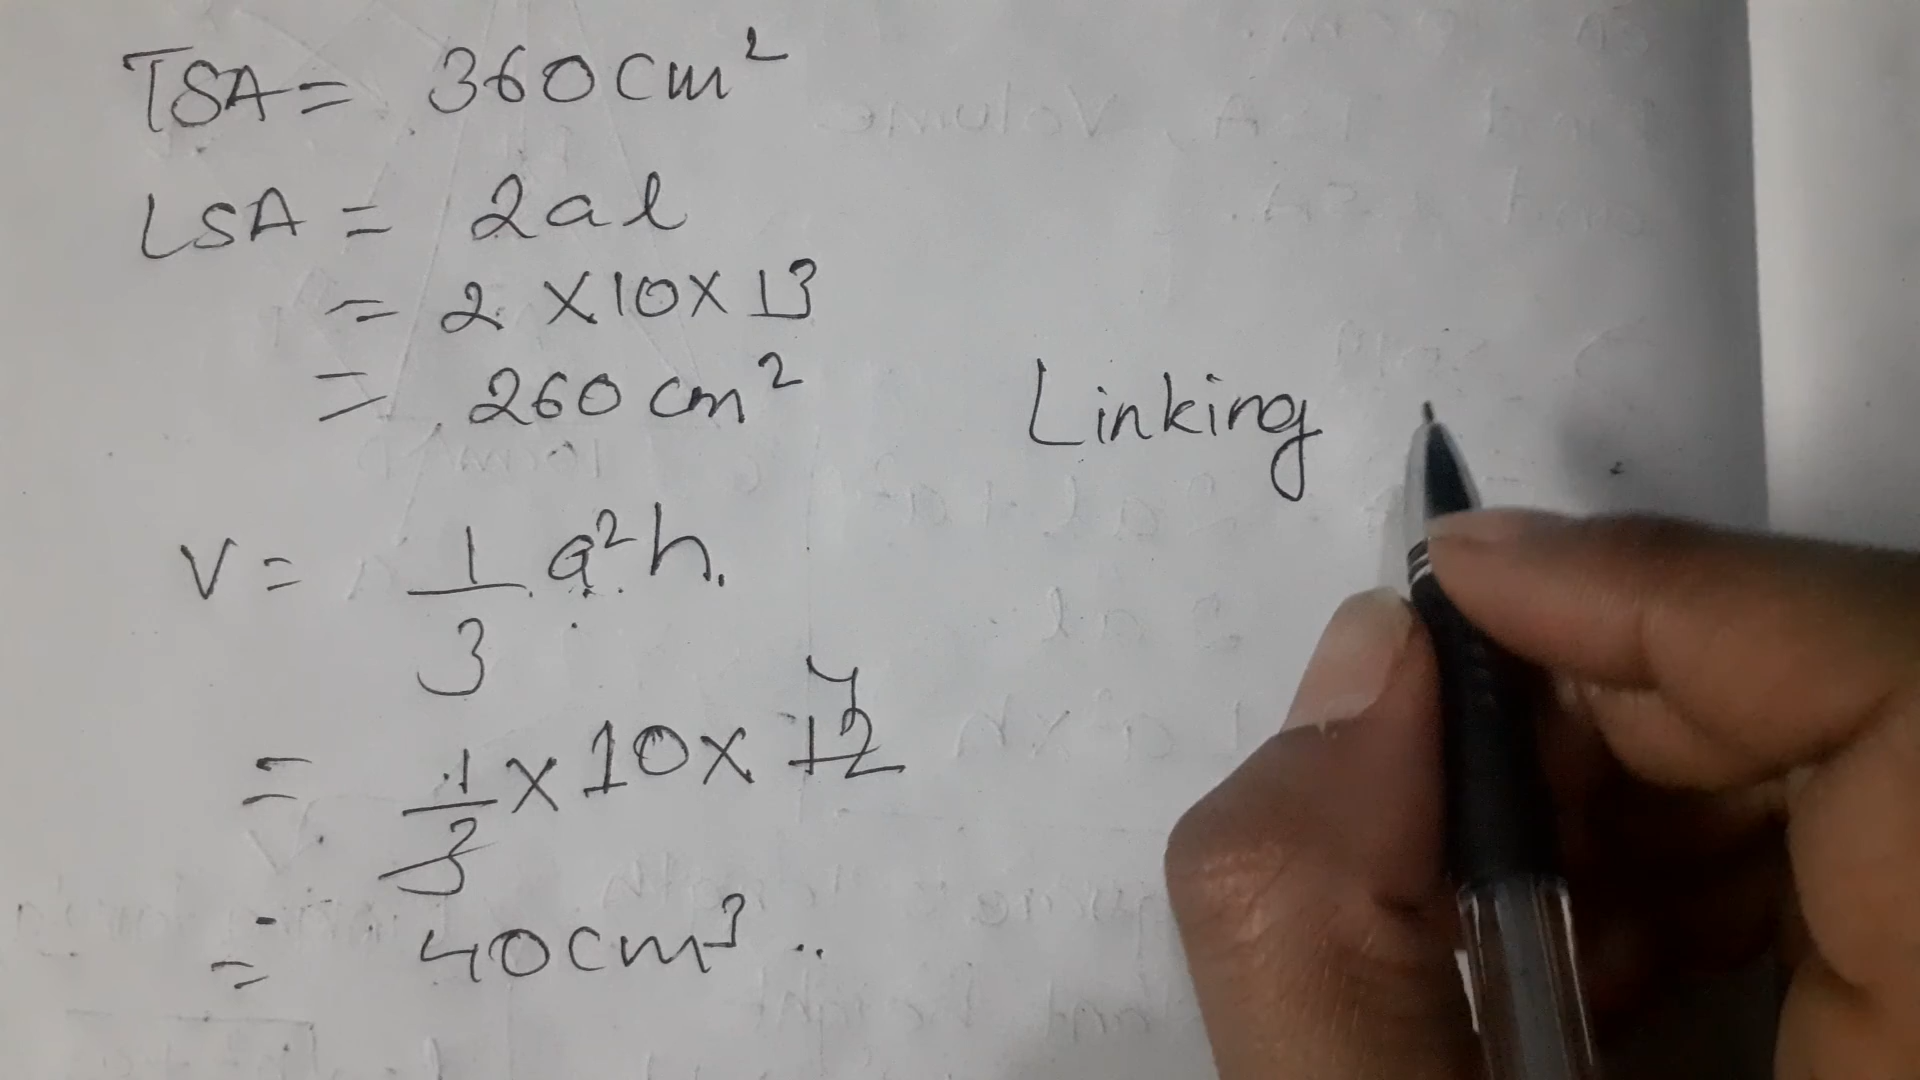 TSA = 360 cm²
LSA = 2al
= 2 × 10 × 13
= 260 cm²
Linking
V = 1/3 a²h.
= 1/3 × 10 × 12 4
= 40 cm³ ..